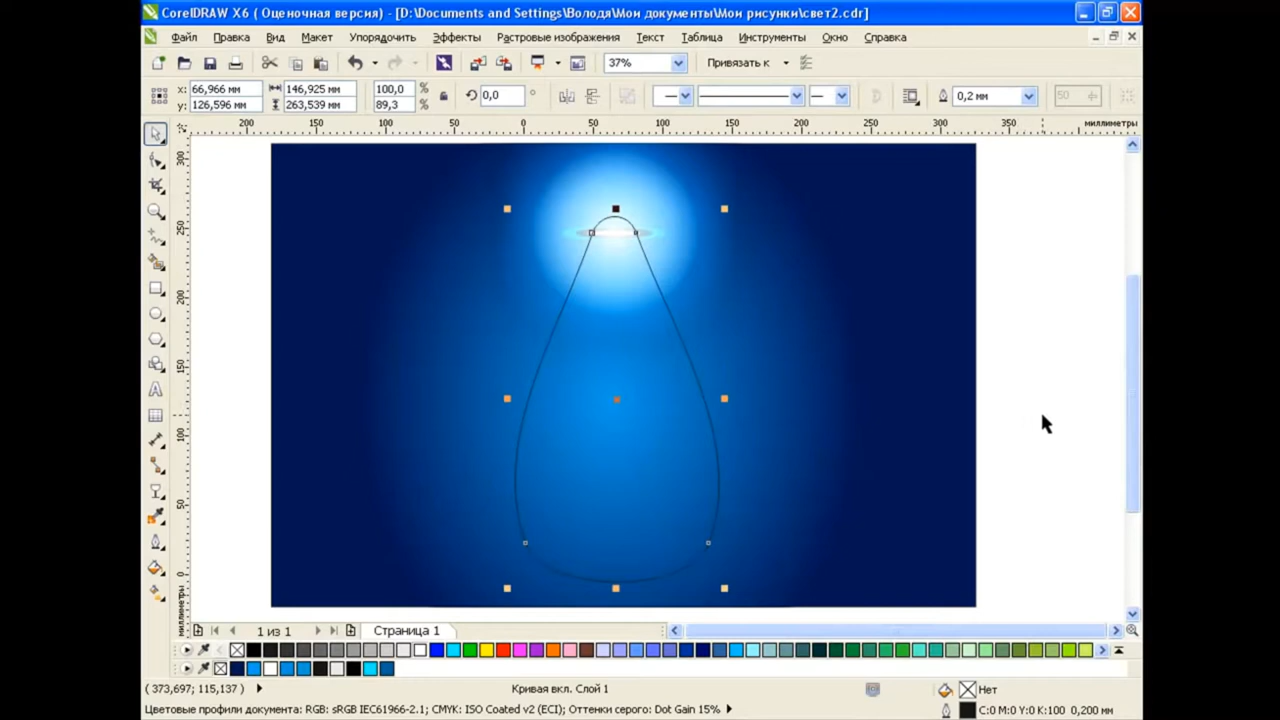 CorelDRAW X6 ( Оценочная версия) - [D:\Documents and Settings\Володя\Мои документы\Мои рисунки\свет2.cdr]
Файл Правка Вид Макет Упорядочить Эффекты Растровые изображения Текст Таблица Инструменты Окно Справка
37% Привязать к
x: 66,966 мм 146,925 мм 100,0 % 0,0 ° 0,2 мм 50
y: 126,596 мм 263,539 мм 89,3 %
200 150 100 50 0 50 100 150 200 250 300 350 миллиметры
300
250
200
150
100
50
0
миллиметры
1 из 1 Страница 1
( 373,697; 115,137) Кривая вкл. Слой 1 Нет
Цветовые профили документа: RGB: sRGB IEC61966-2.1; CMYK: ISO Coated v2 (ECI); Оттенки серого: Dot Gain 15% C:0 M:0 Y:0 K:100 0,200 мм